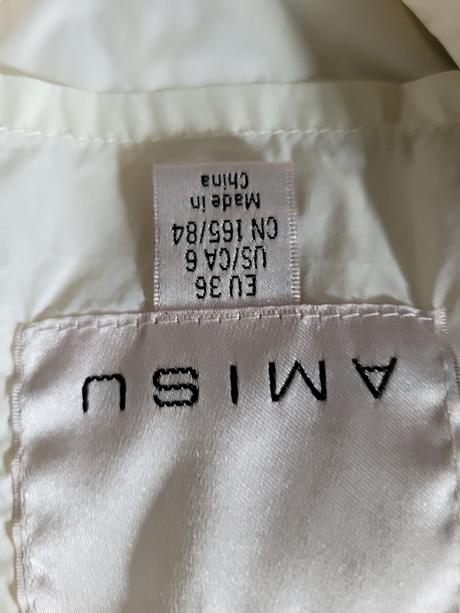 AMISU
EU 36
US/CA 6
CN 165/84
Made in
China